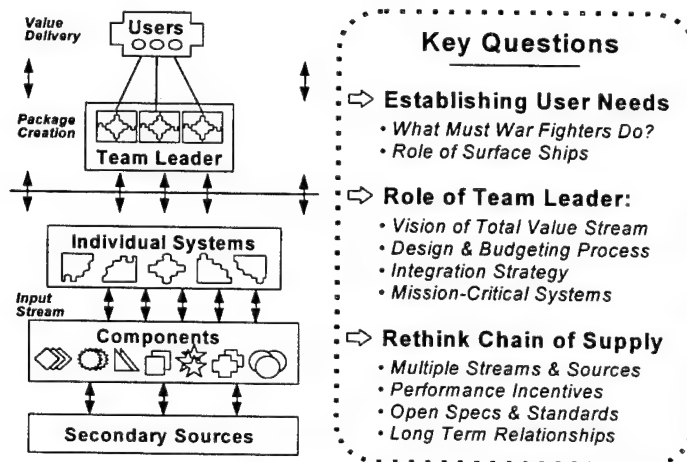 Value
Delivery
Users
Package
Creation
Team Leader
Individual Systems
Input
Stream
Components
Secondary Sources
Key Questions
Establishing User Needs
• What Must War Fighters Do?
• Role of Surface Ships
Role of Team Leader:
• Vision of Total Value Stream
• Design & Budgeting Process
• Integration Strategy
• Mission-Critical Systems
Rethink Chain of Supply
• Multiple Streams & Sources
• Performance Incentives
• Open Specs & Standards
• Long Term Relationships